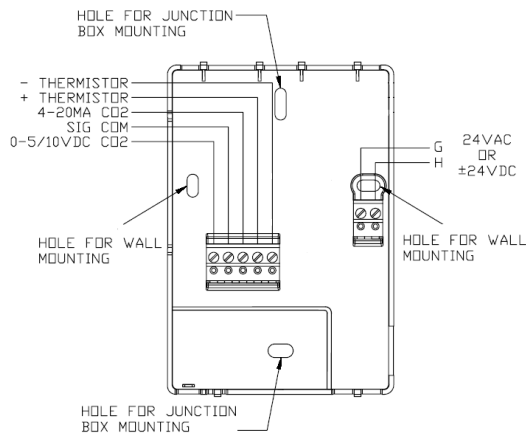 HOLE FOR JUNCTION
BOX MOUNTING
- THERMISTOR
+ THERMISTOR
4-20MA CO2
SIG COM
0-5/10VDC CO2
G
H
24VAC
OR
±24VDC
HOLE FOR WALL
MOUNTING
HOLE FOR WALL
MOUNTING
HOLE FOR JUNCTION
BOX MOUNTING